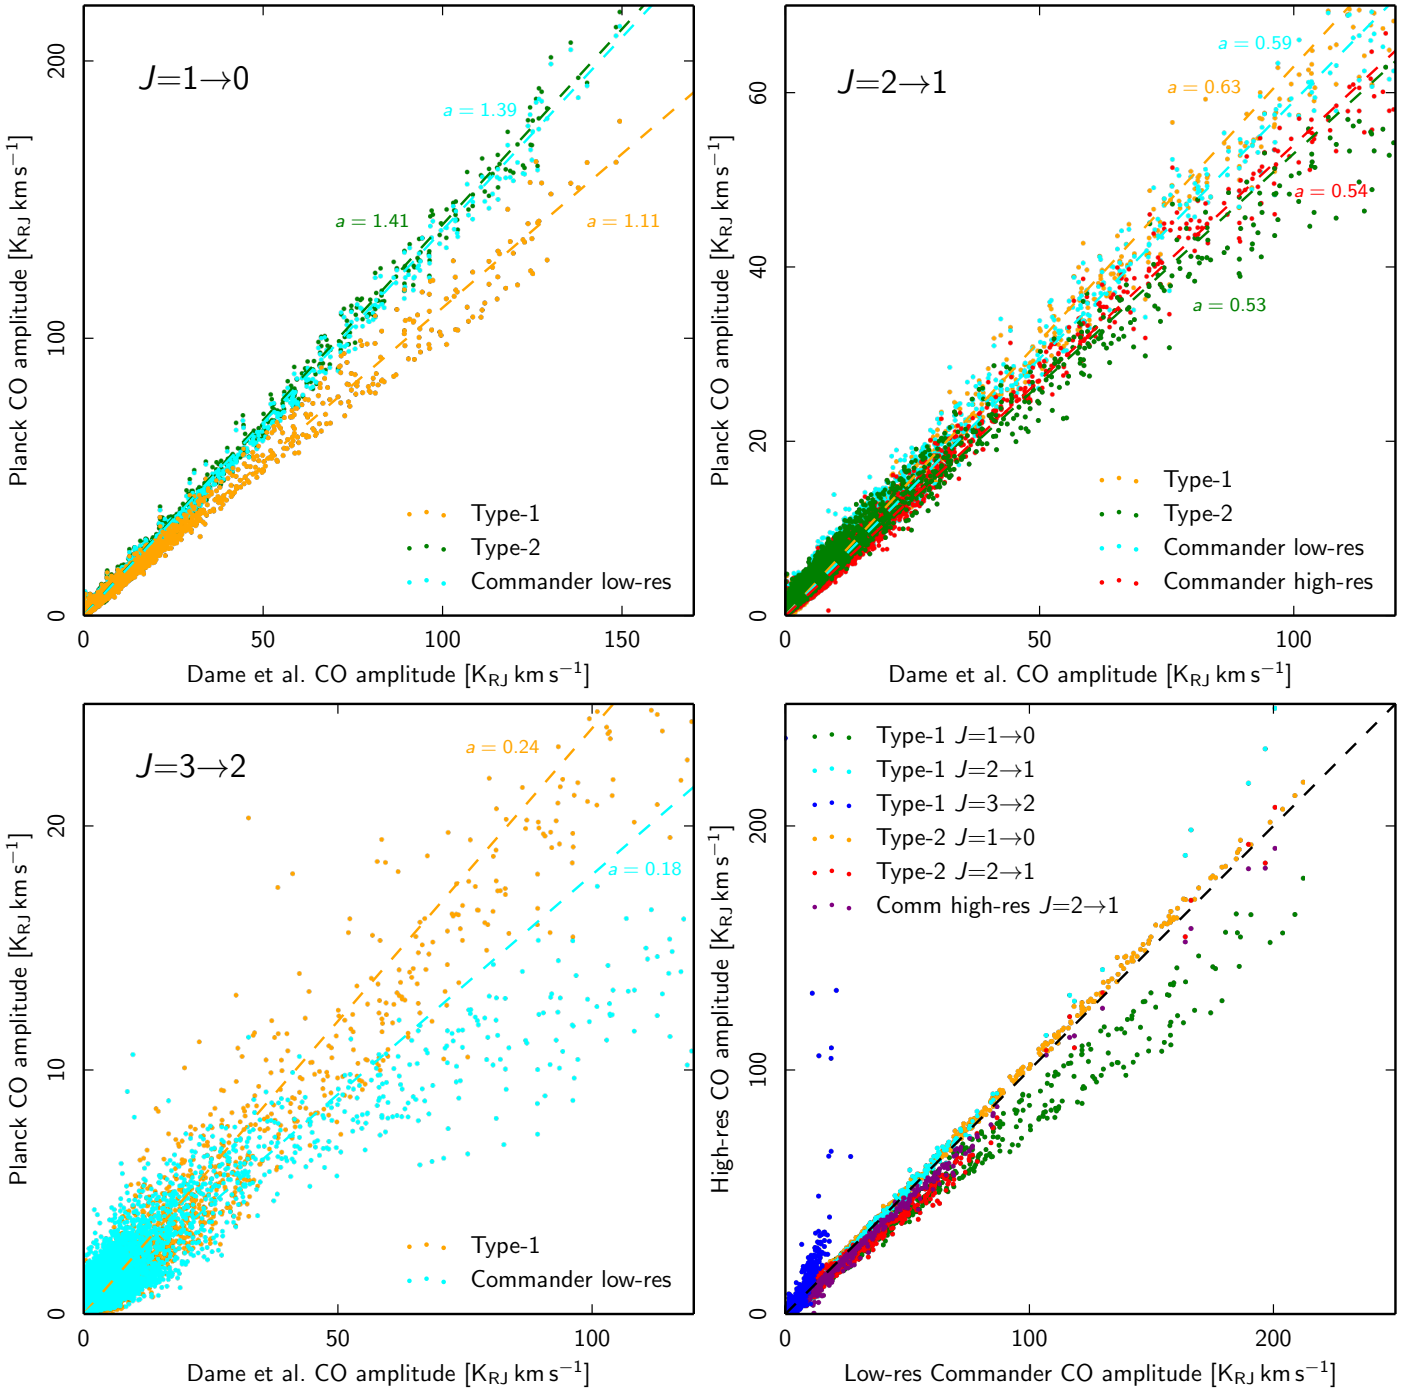 J=1→0
a = 1.39
a = 1.41
a = 1.11
Type-1
Type-2
Commander low-res
0
100
200
0
50
100
150
Planck CO amplitude [K_RJ km s⁻¹]
Dame et al. CO amplitude [K_RJ km s⁻¹]
J=2→1
a = 0.59
a = 0.63
a = 0.54
a = 0.53
Type-1
Type-2
Commander low-res
Commander high-res
0
20
40
60
0
50
100
Planck CO amplitude [K_RJ km s⁻¹]
Dame et al. CO amplitude [K_RJ km s⁻¹]
J=3→2
a = 0.24
a = 0.18
Type-1
Commander low-res
0
10
20
0
50
100
Planck CO amplitude [K_RJ km s⁻¹]
Dame et al. CO amplitude [K_RJ km s⁻¹]
Type-1 J=1→0
Type-1 J=2→1
Type-1 J=3→2
Type-2 J=1→0
Type-2 J=2→1
Comm high-res J=2→1
0
100
200
0
100
200
High-res CO amplitude [K_RJ km s⁻¹]
Low-res Commander CO amplitude [K_RJ km s⁻¹]